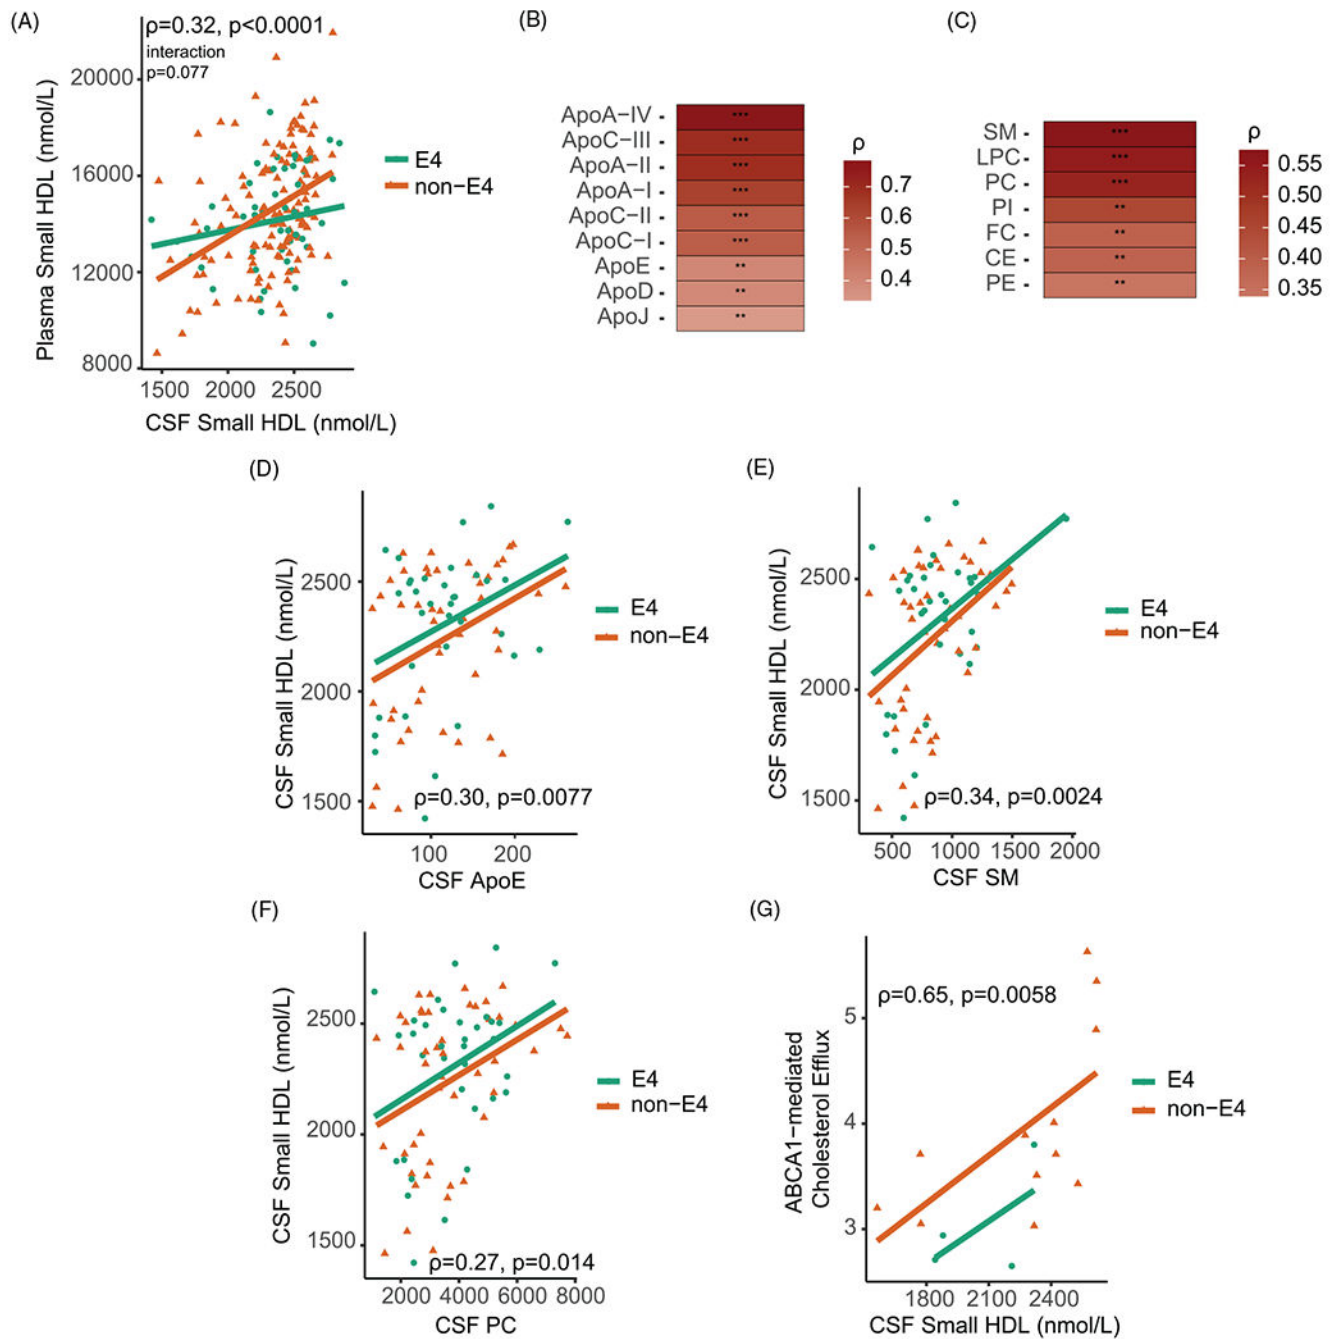 (A)
ρ=0.32, p<0.0001
interaction
p=0.077
Plasma Small HDL (nmol/L)
20000
16000
12000
8000
1500 2000 2500
CSF Small HDL (nmol/L)
E4
non−E4
(B)
ApoA−IV ***
ApoC−III ***
ApoA−II ***
ApoA−I ***
ApoC−II ***
ApoC−I ***
ApoE **
ApoD **
ApoJ **
ρ
0.7
0.6
0.5
0.4
(C)
SM ***
LPC ***
PC ***
PI **
FC **
CE **
PE **
ρ
0.55
0.50
0.45
0.40
0.35
(D)
CSF Small HDL (nmol/L)
2500
2000
1500
ρ=0.30, p=0.0077
100 200
CSF ApoE
E4
non−E4
(E)
CSF Small HDL (nmol/L)
2500
2000
1500
ρ=0.34, p=0.0024
500 1000 1500 2000
CSF SM
E4
non−E4
(F)
CSF Small HDL (nmol/L)
2500
2000
1500
ρ=0.27, p=0.014
2000 4000 6000 8000
CSF PC
E4
non−E4
(G)
ρ=0.65, p=0.0058
ABCA1−mediated
Cholesterol Efflux
5
4
3
1800 2100 2400
CSF Small HDL (nmol/L)
E4
non−E4